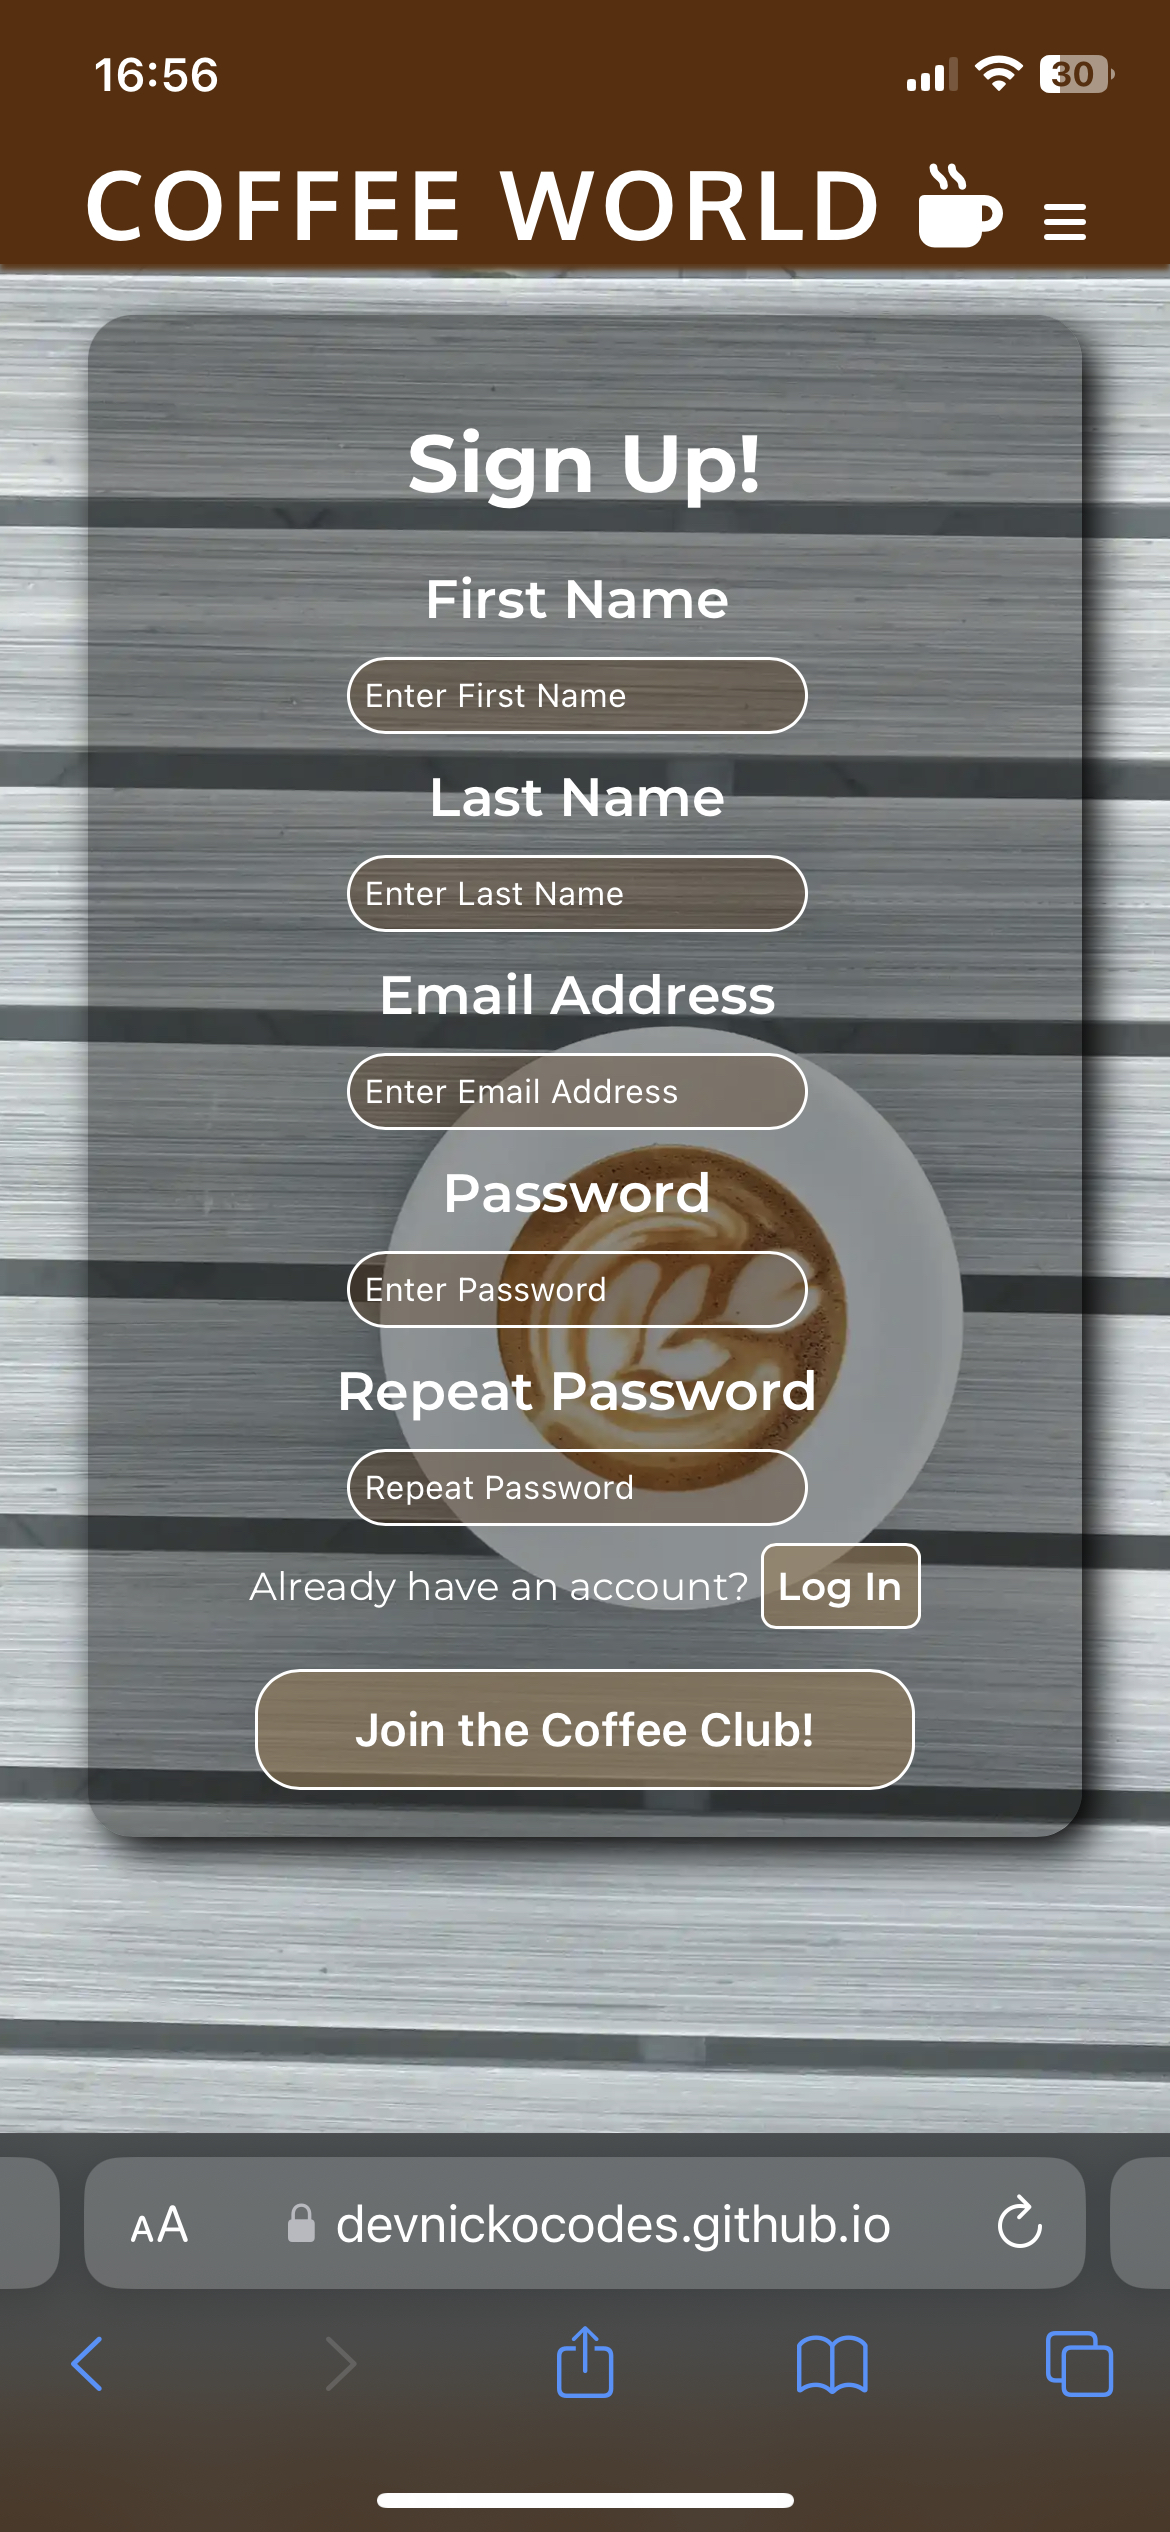 16:56
30
COFFEE WORLD
Sign Up!
First Name
Enter First Name
Last Name
Enter Last Name
Email Address
Enter Email Address
Password
Enter Password
Repeat Password
Repeat Password
Already have an account? Log In
Join the Coffee Club!
AA devnickocodes.github.io